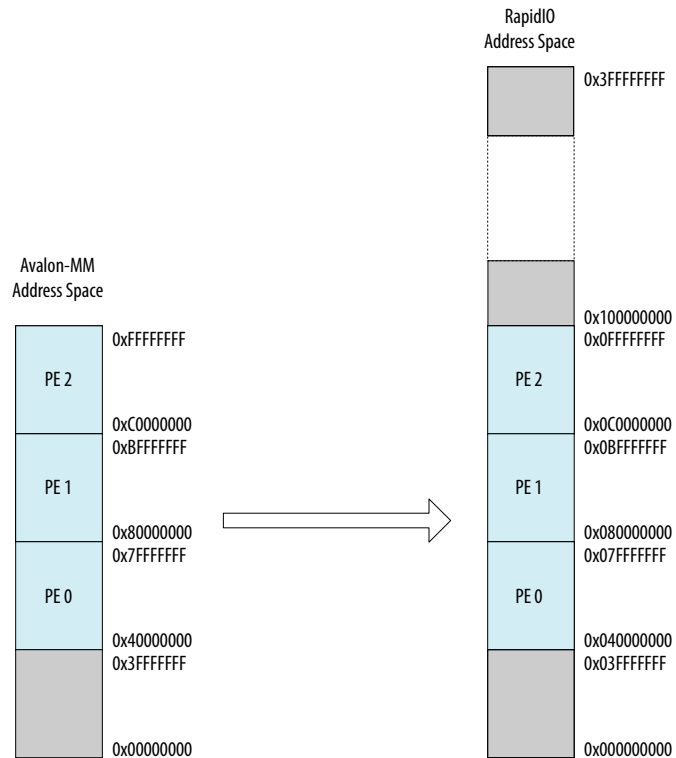 RapidIO
Address Space
0x3FFFFFFFF
Avalon-MM
Address Space
0x100000000
0xFFFFFFFF
0x0FFFFFFFF
PE 2
PE 2
0xC0000000
0x0C0000000
0xBFFFFFFF
0x0BFFFFFFF
PE 1
PE 1
0x80000000
0x080000000
0x7FFFFFFF
0x07FFFFFFF
PE 0
PE 0
0x40000000
0x040000000
0x3FFFFFFF
0x03FFFFFFF
0x00000000
0x000000000